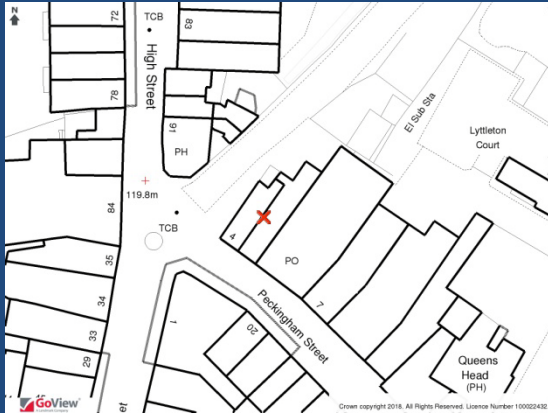 N
72
TCB
83
High Street
78
91
PH
El Sub Sta
Lyttleton
Court
119.8m
84
TCB
4
PO
35
34
33
29
1
20
7
Peckingham Street
Queens
Head
(PH)
GoView
Crown copyright 2018. All Rights Reserved. Licence Number 100022432